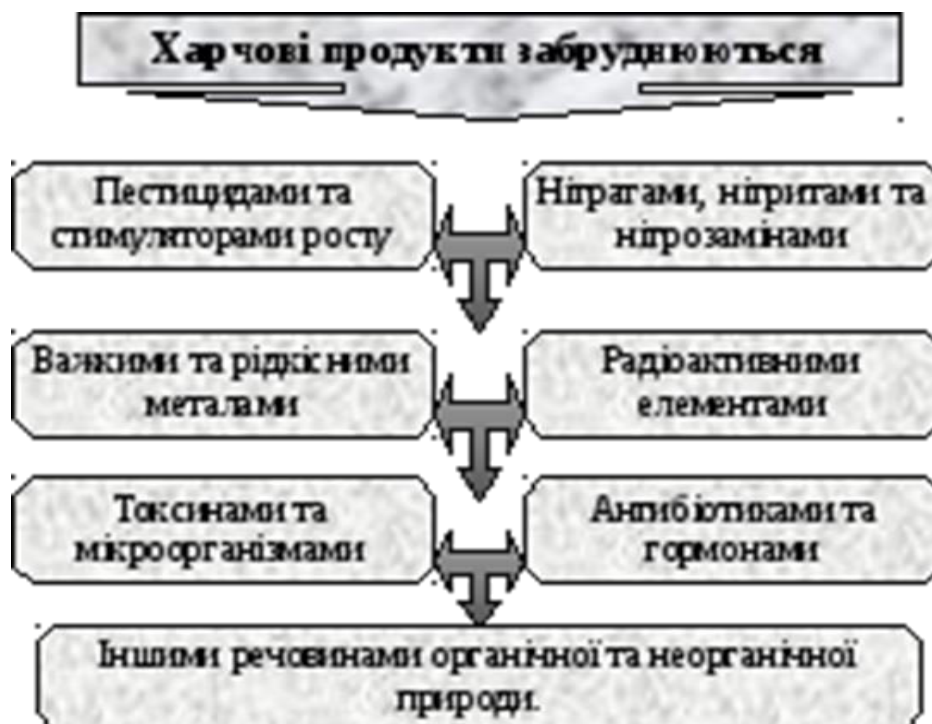 Харчові продукти забруднюються
Пестицидами та
стимуляторами росту
Нітратами, нітритами та
нітрозамінами
Важкими та рідкісними
металами
Радіоактивними
елементами
Токсинами та
мікроорганізмами
Антибіотиками та
гормонами
Іншими речовинами органічної та неорганічної
природи.